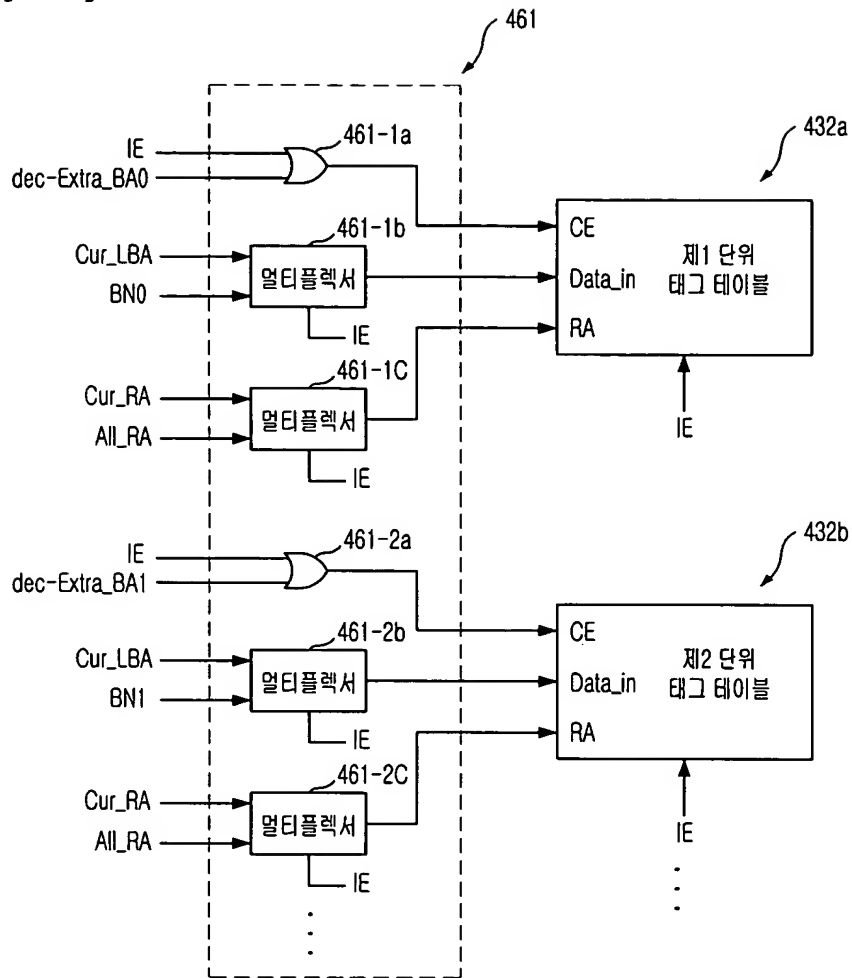 461
461-1a
432a
IE
dec-Extra_BA0
CE
461-1b
제1 단위
태그 테이블
Cur_LBA
멀티플렉서
Data_in
BN0
IE
RA
461-1C
Cur_RA
멀티플렉서
All_RA
IE
IE
461-2a
432b
IE
dec-Extra_BA1
CE
461-2b
제2 단위
태그 테이블
Cur_LBA
멀티플렉서
Data_in
BN1
IE
RA
461-2C
Cur_RA
멀티플렉서
All_RA
IE
IE